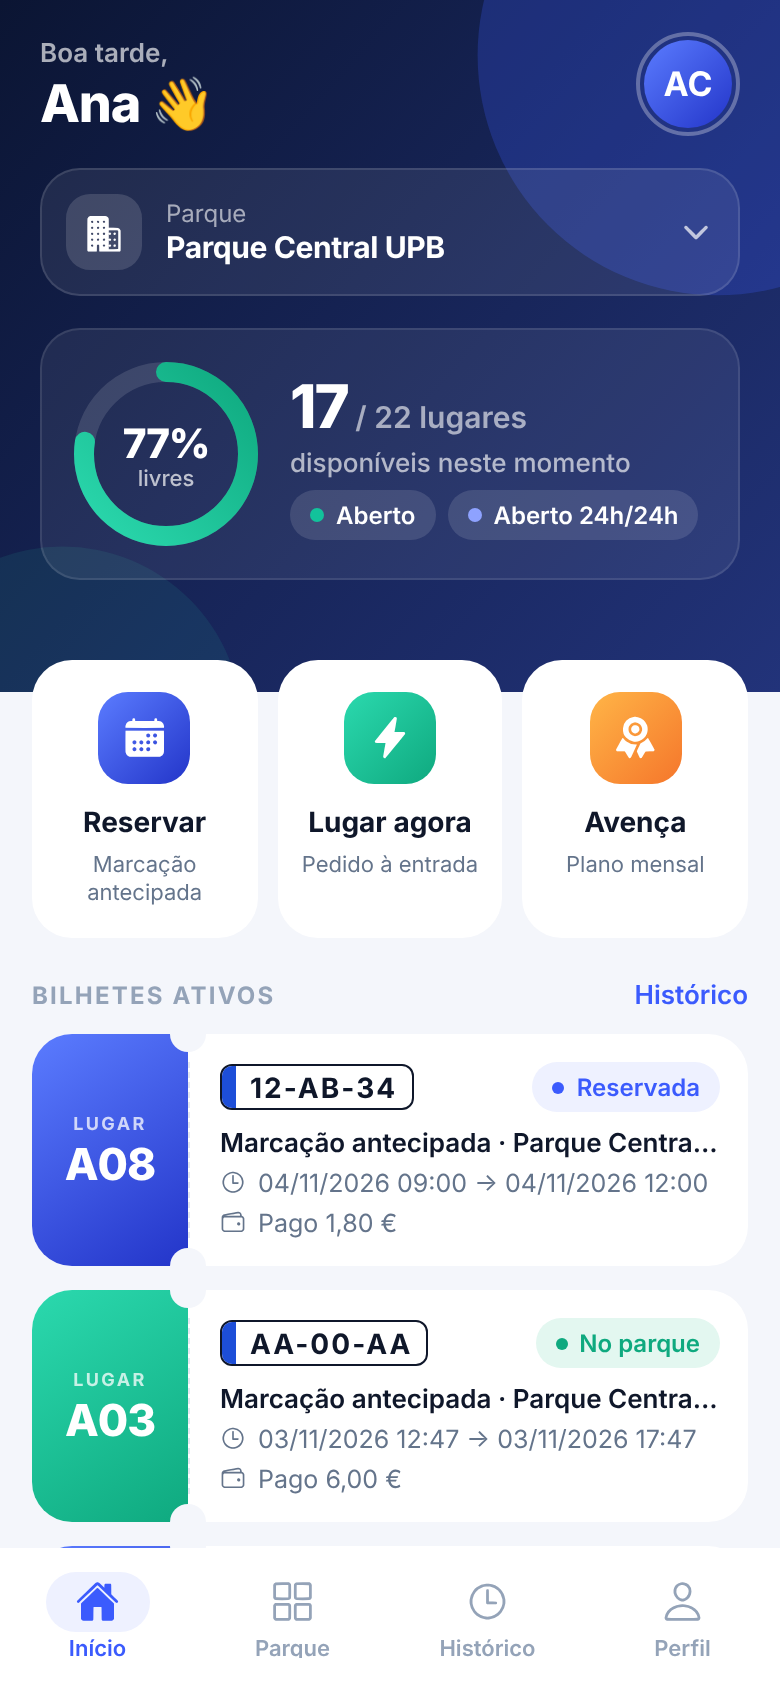 Boa tarde,
Ana 👋
AC
Parque
Parque Central UPB
77%
livres
17 / 22 lugares
disponíveis neste momento
Aberto
Aberto 24h/24h
Reservar
Marcação
antecipada
Lugar agora
Pedido à entrada
Avença
Plano mensal
BILHETES ATIVOS
Histórico
LUGAR
A08
12-AB-34
Reservada
Marcação antecipada · Parque Centra...
04/11/2026 09:00 → 04/11/2026 12:00
Pago 1,80 €
LUGAR
A03
AA-00-AA
No parque
Marcação antecipada · Parque Centra...
03/11/2026 12:47 → 03/11/2026 17:47
Pago 6,00 €
Início
Parque
Histórico
Perfil